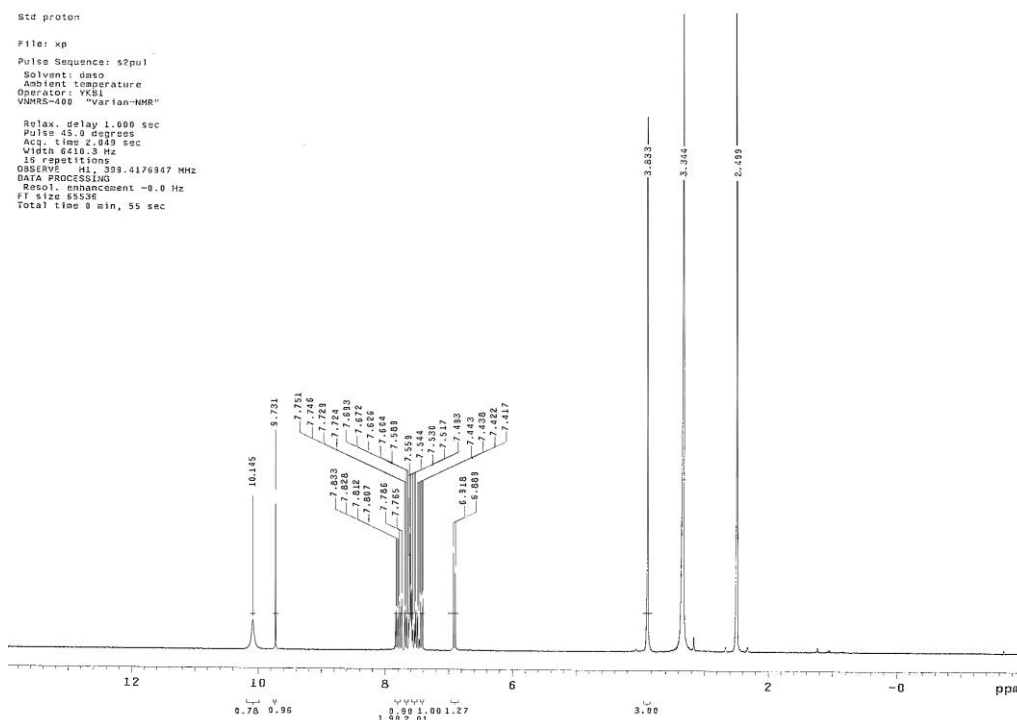 Std proton
File: xp
Pulse Sequence: s2pul
Solvent: dmso
Ambient temperature
Operator: YKB1
VNMRS-400 "Varian-NMR"
Relax. delay 1.000 sec
Pulse 45.0 degrees
Acq. time 2.049 sec
Width 6410.3 Hz
16 repetitions
OBSERVE H1, 399.4176947 MHz
DATA PROCESSING
Resol. enhancement -0.0 Hz
FT size 65536
Total time 0 min, 55 sec
3.833
3.344
2.499
10.145
9.731
7.751
7.746
7.729
7.724
7.693
7.672
7.626
7.604
7.589
7.559
7.544
7.530
7.517
7.493
7.443
7.438
7.422
7.417
7.833
7.828
7.812
7.807
7.786
7.765
6.918
6.889
12 10 8 6 4 2 -0 ppm
0.78 0.96 0.90 1.00 1.27 3.00
1.98 2.01